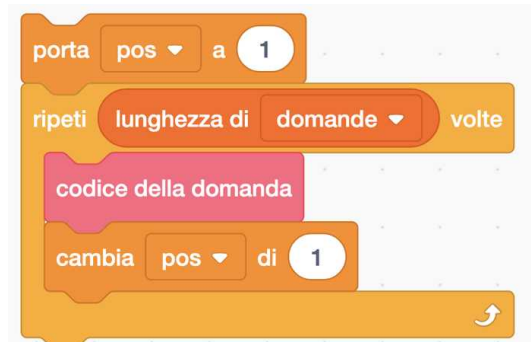 porta pos a 1
ripeti lunghezza di domande volte
codice della domanda
cambia pos di 1